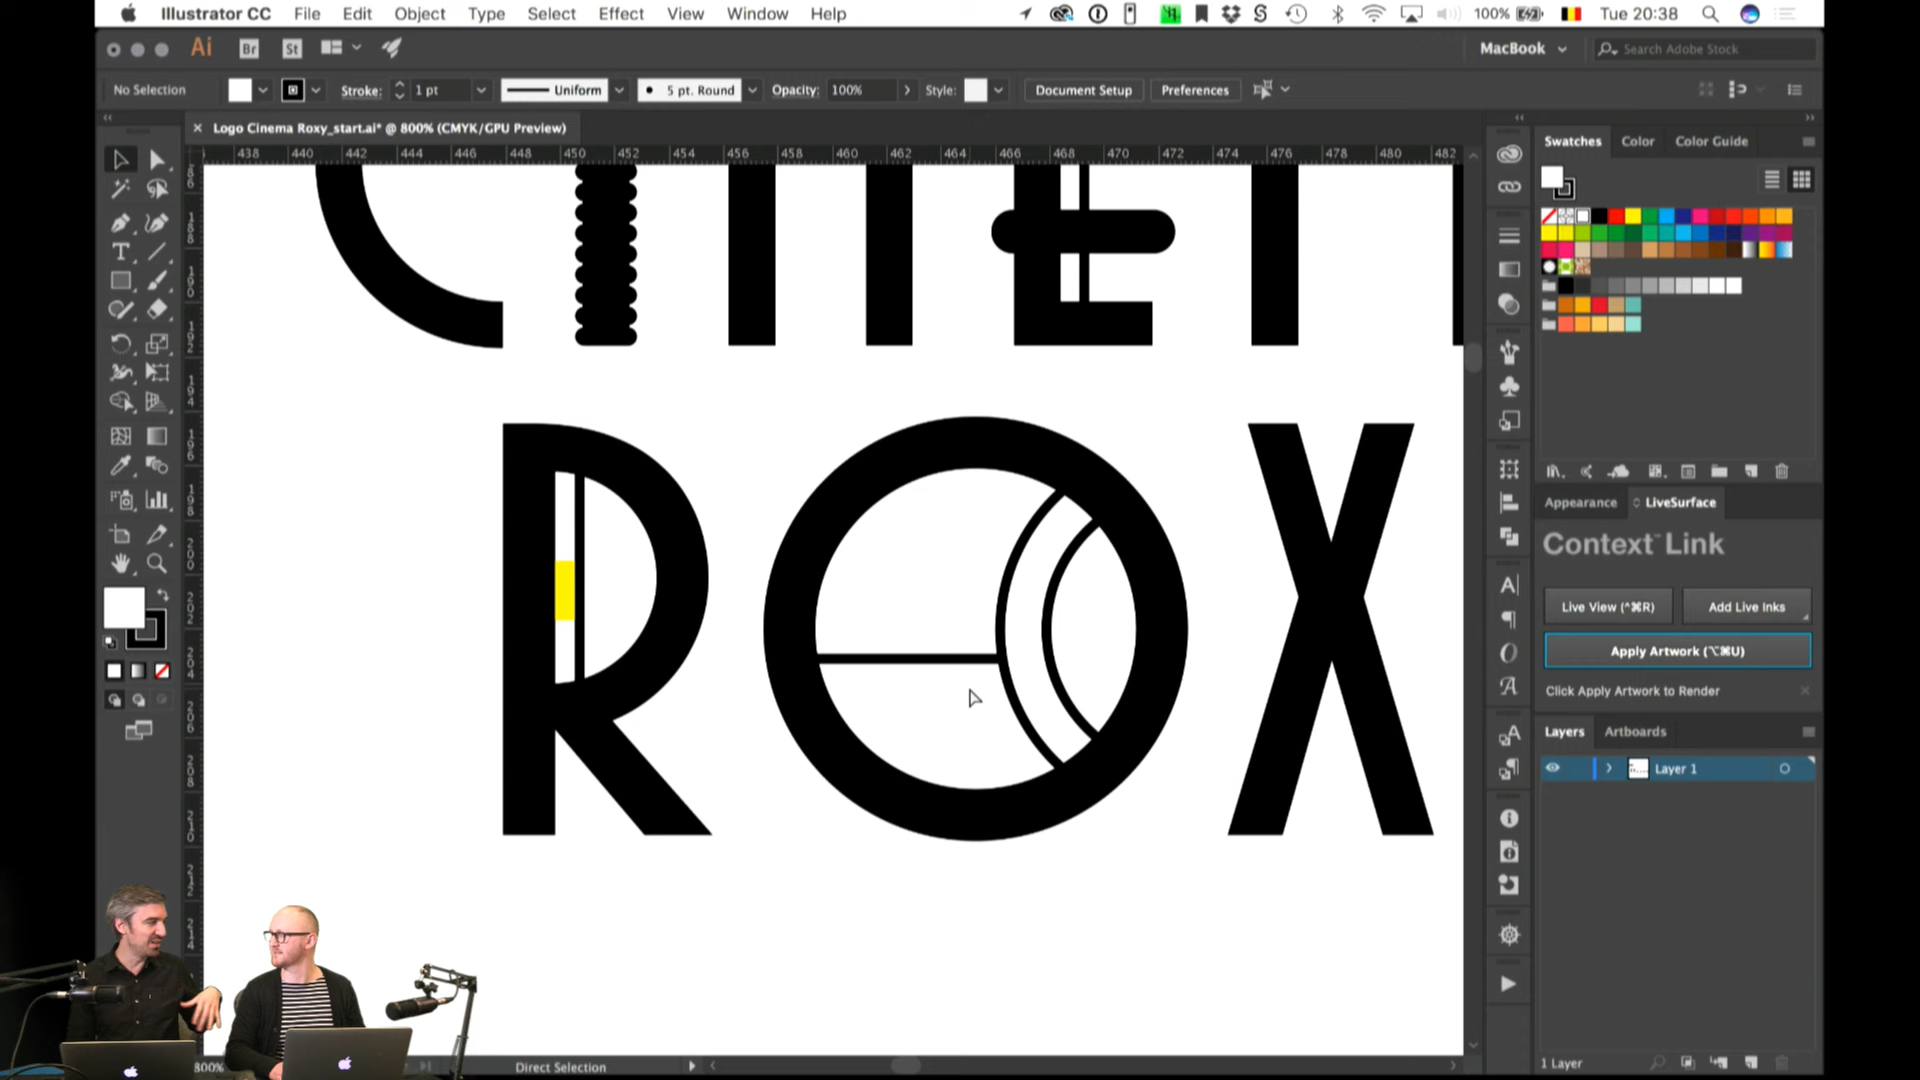 Illustrator CC File Edit Object Type Select Effect View Window Help 100% Tue 20:38
Ai Br St MacBook Search Adobe Stock
No Selection Stroke: 1 pt Uniform 5 pt. Round Opacity: 100% Style: Document Setup Preferences
Logo Cinema Roxy_start.ai* @ 800% (CMYK/GPU Preview)
438 440 442 444 446 448 450 452 454 456 458 460 462 464 466 468 470 472 474 476 478 480 482
Swatches Color Color Guide
ROX
Appearance LiveSurface
Context Link
Live View (^⌘R) Add Live Inks
Apply Artwork (⌥⌘U)
Click Apply Artwork to Render
Layers Artboards
Layer 1
800% Direct Selection
1 Layer